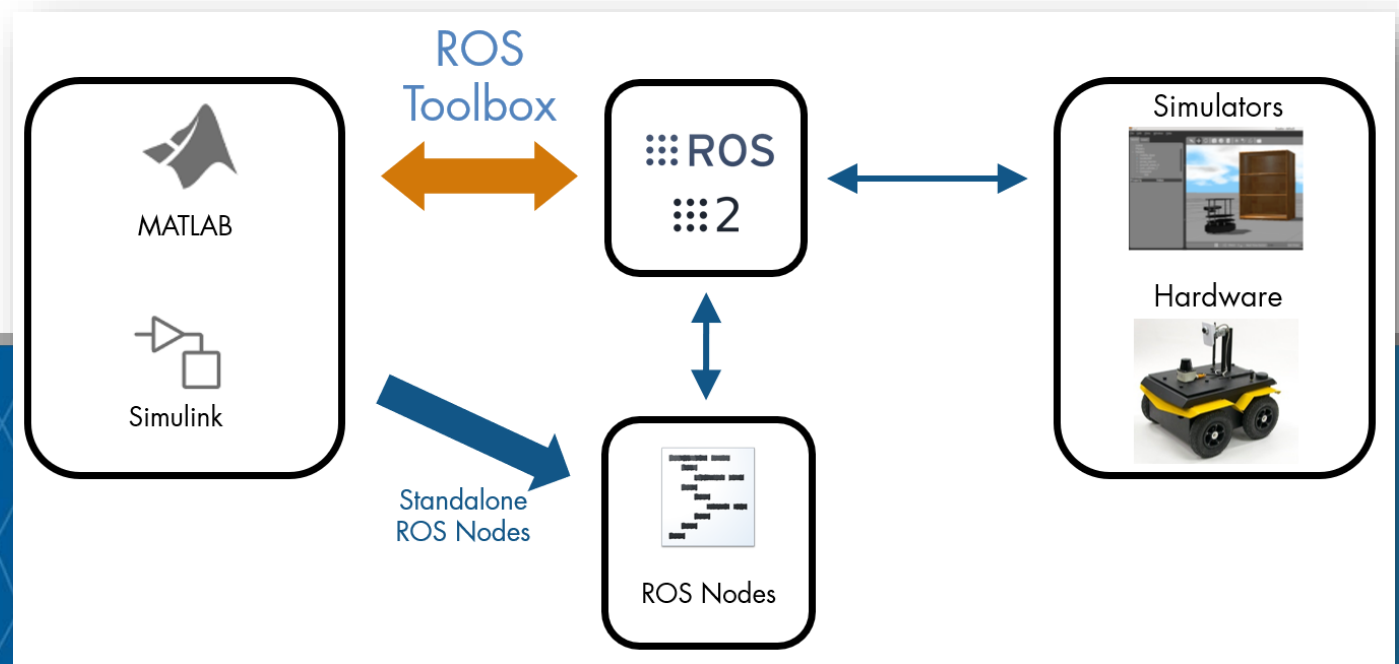 ROS
Toolbox
MATLAB
Simulink
ROS
2
Simulators
Hardware
Standalone
ROS Nodes
ROS Nodes